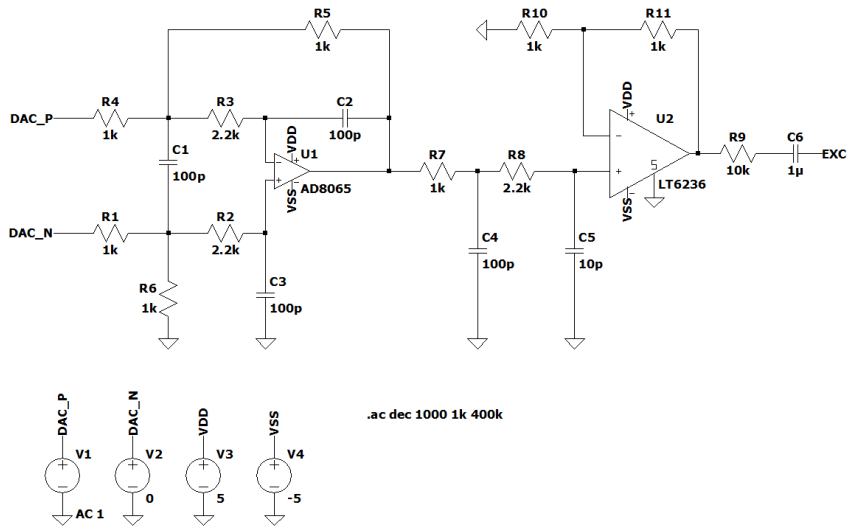 R5
1k
R10
1k
R11
1k
DAC_P
R4
1k
R3
2.2k
C2
100p
VDD
U2
C1
100p
VDD
U1
AD8065
VSS
R7
1k
R8
2.2k
LT6236
VSS
R9
10k
C6
1µ
EXC
DAC_N
R1
1k
R2
2.2k
C4
100p
C5
10p
R6
1k
C3
100p
DAC_P
DAC_N
VDD
VSS
.ac dec 1000 1k 400k
V1
AC 1
V2
0
V3
5
V4
-5